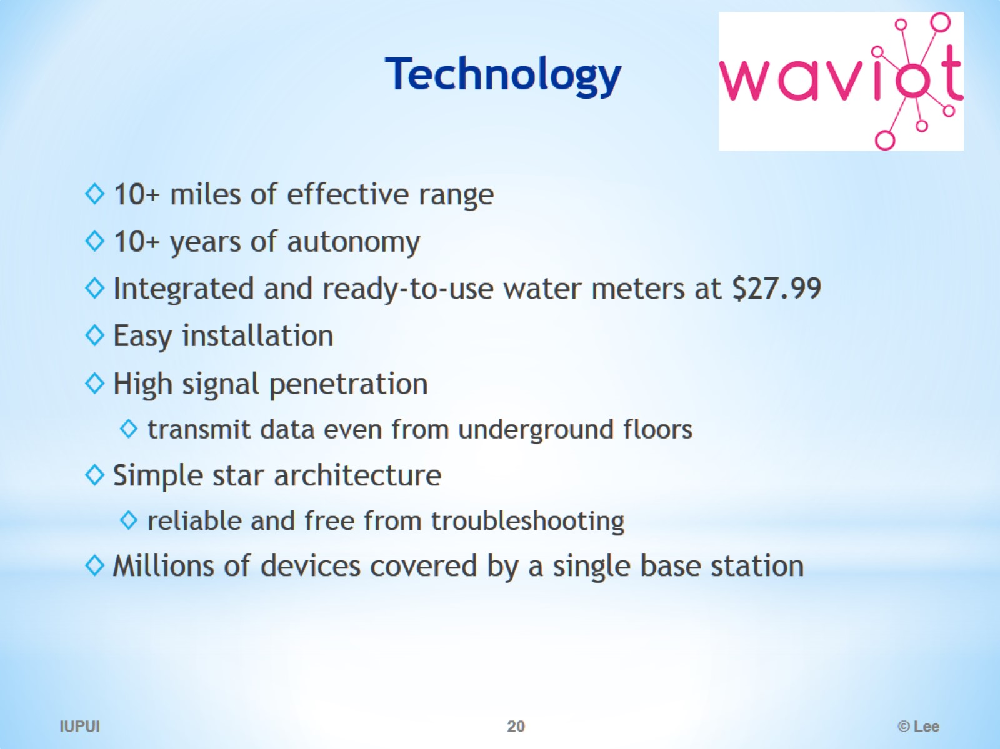 Technology
waviot
10+ miles of effective range
10+ years of autonomy
Integrated and ready-to-use water meters at $27.99
Easy installation
High signal penetration
transmit data even from underground floors
Simple star architecture
reliable and free from troubleshooting
Millions of devices covered by a single base station
IUPUI
20
© Lee